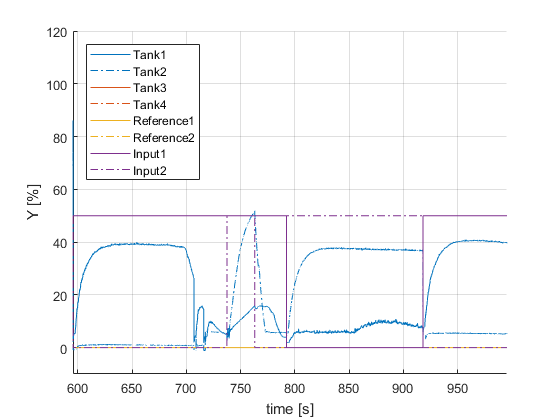 120
100
80
60
40
20
0
Y [%]
Tank1
Tank2
Tank3
Tank4
Reference1
Reference2
Input1
Input2
600 650 700 750 800 850 900 950
time [s]